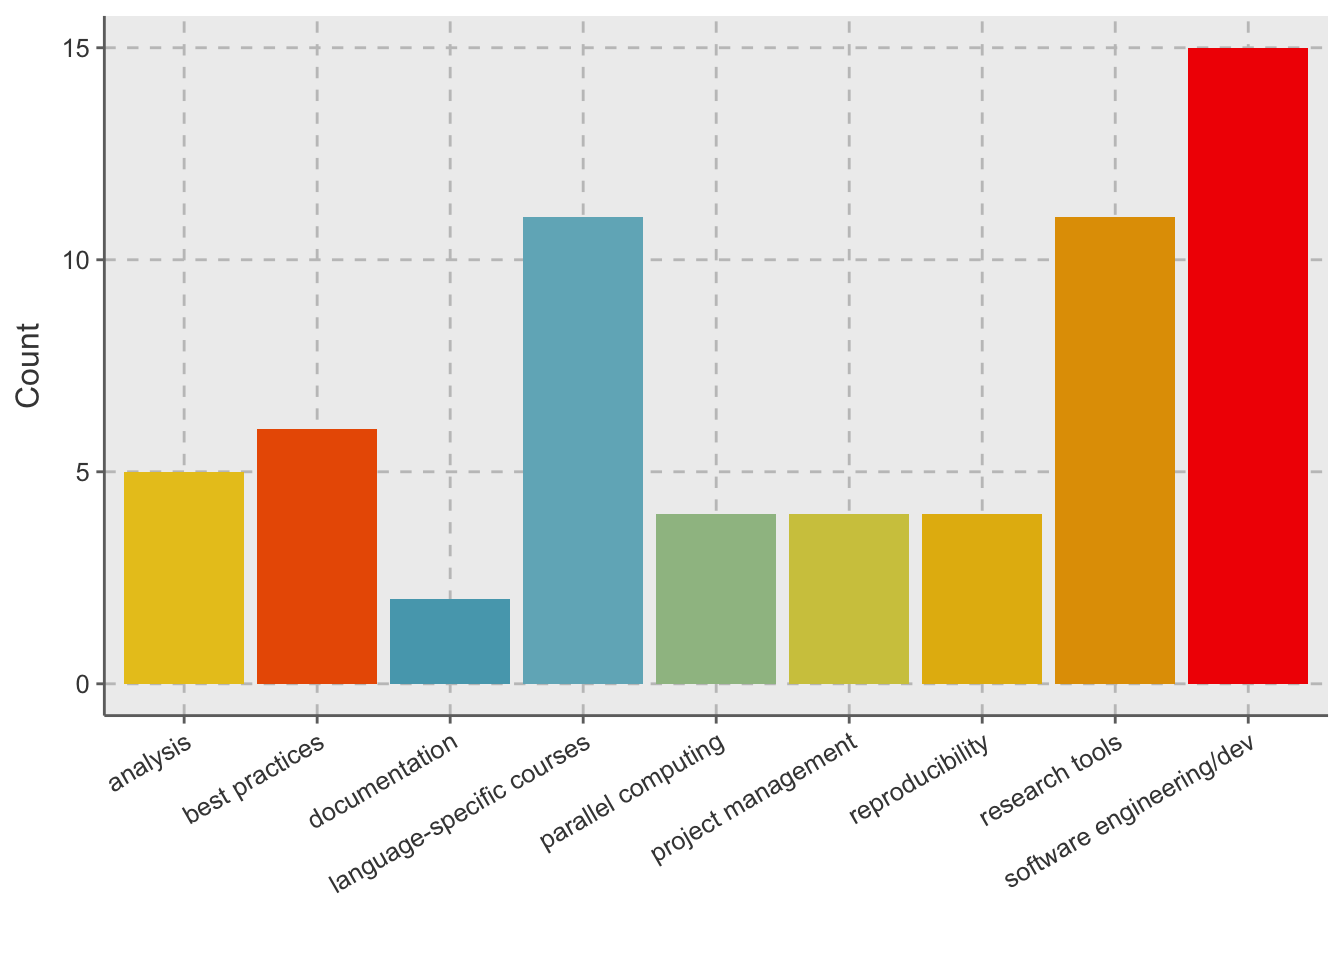 15
10
5
0
Count
analysis
best practices
documentation
language-specific courses
parallel computing
project management
reproducibility
research tools
software engineering/dev